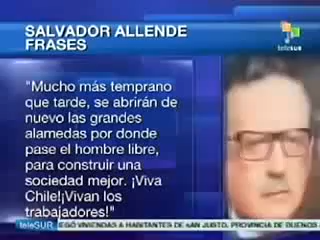 SALVADOR ALLENDE
FRASES
teleSUR
"Mucho más temprano
que tarde, se abrirán de
nuevo las grandes
alamedas por donde
pase el hombre libre,
para construir una
sociedad mejor. ¡Viva
Chile!¡Vivan los
trabajadores!"
teleSUR VIVIENDAS A HABITANTES DE SAN JUSTO, PROVINCIA DE BUENOS